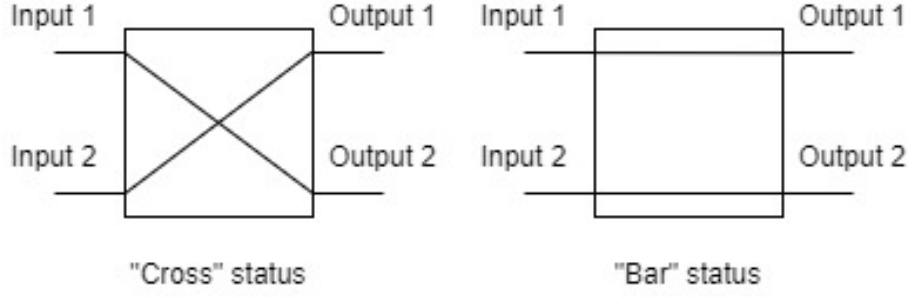 Input 1
Output 1
Input 2
Output 2
"Cross" status
Input 1
Output 1
Input 2
Output 2
"Bar" status